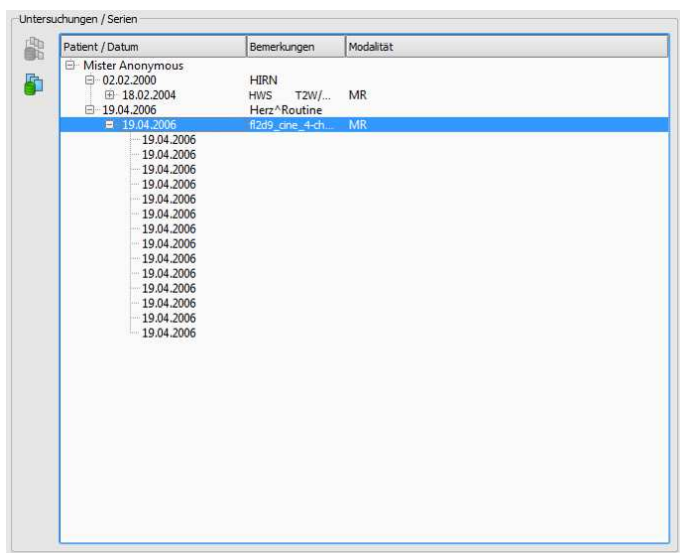 Untersuchungen / Serien
Patient / Datum Bemerkungen Modalität
Mister Anonymous
02.02.2000 HIRN
18.02.2004 HWS T2W/... MR
19.04.2006 Herz^Routine
19.04.2006 fl2d9_cine_4-ch... MR
19.04.2006
19.04.2006
19.04.2006
19.04.2006
19.04.2006
19.04.2006
19.04.2006
19.04.2006
19.04.2006
19.04.2006
19.04.2006
19.04.2006
19.04.2006
19.04.2006